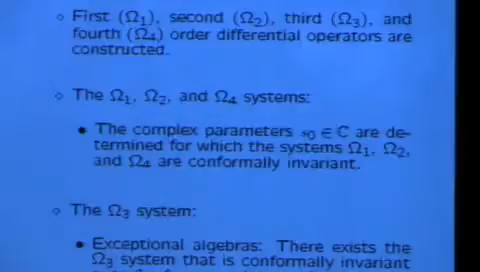 ◇ First (Ω₁), second (Ω₂), third (Ω₃), and
fourth (Ω₄) order differential operators are
constructed.
◇ The Ω₁, Ω₂, and Ω₄ systems:
• The complex parameters s₀ ∈ C are de-
termined for which the systems Ω₁, Ω₂,
and Ω₄ are conformally invariant.
◇ The Ω₃ system:
• Exceptional algebras: There exists the
Ω₃ system that is conformally invariant